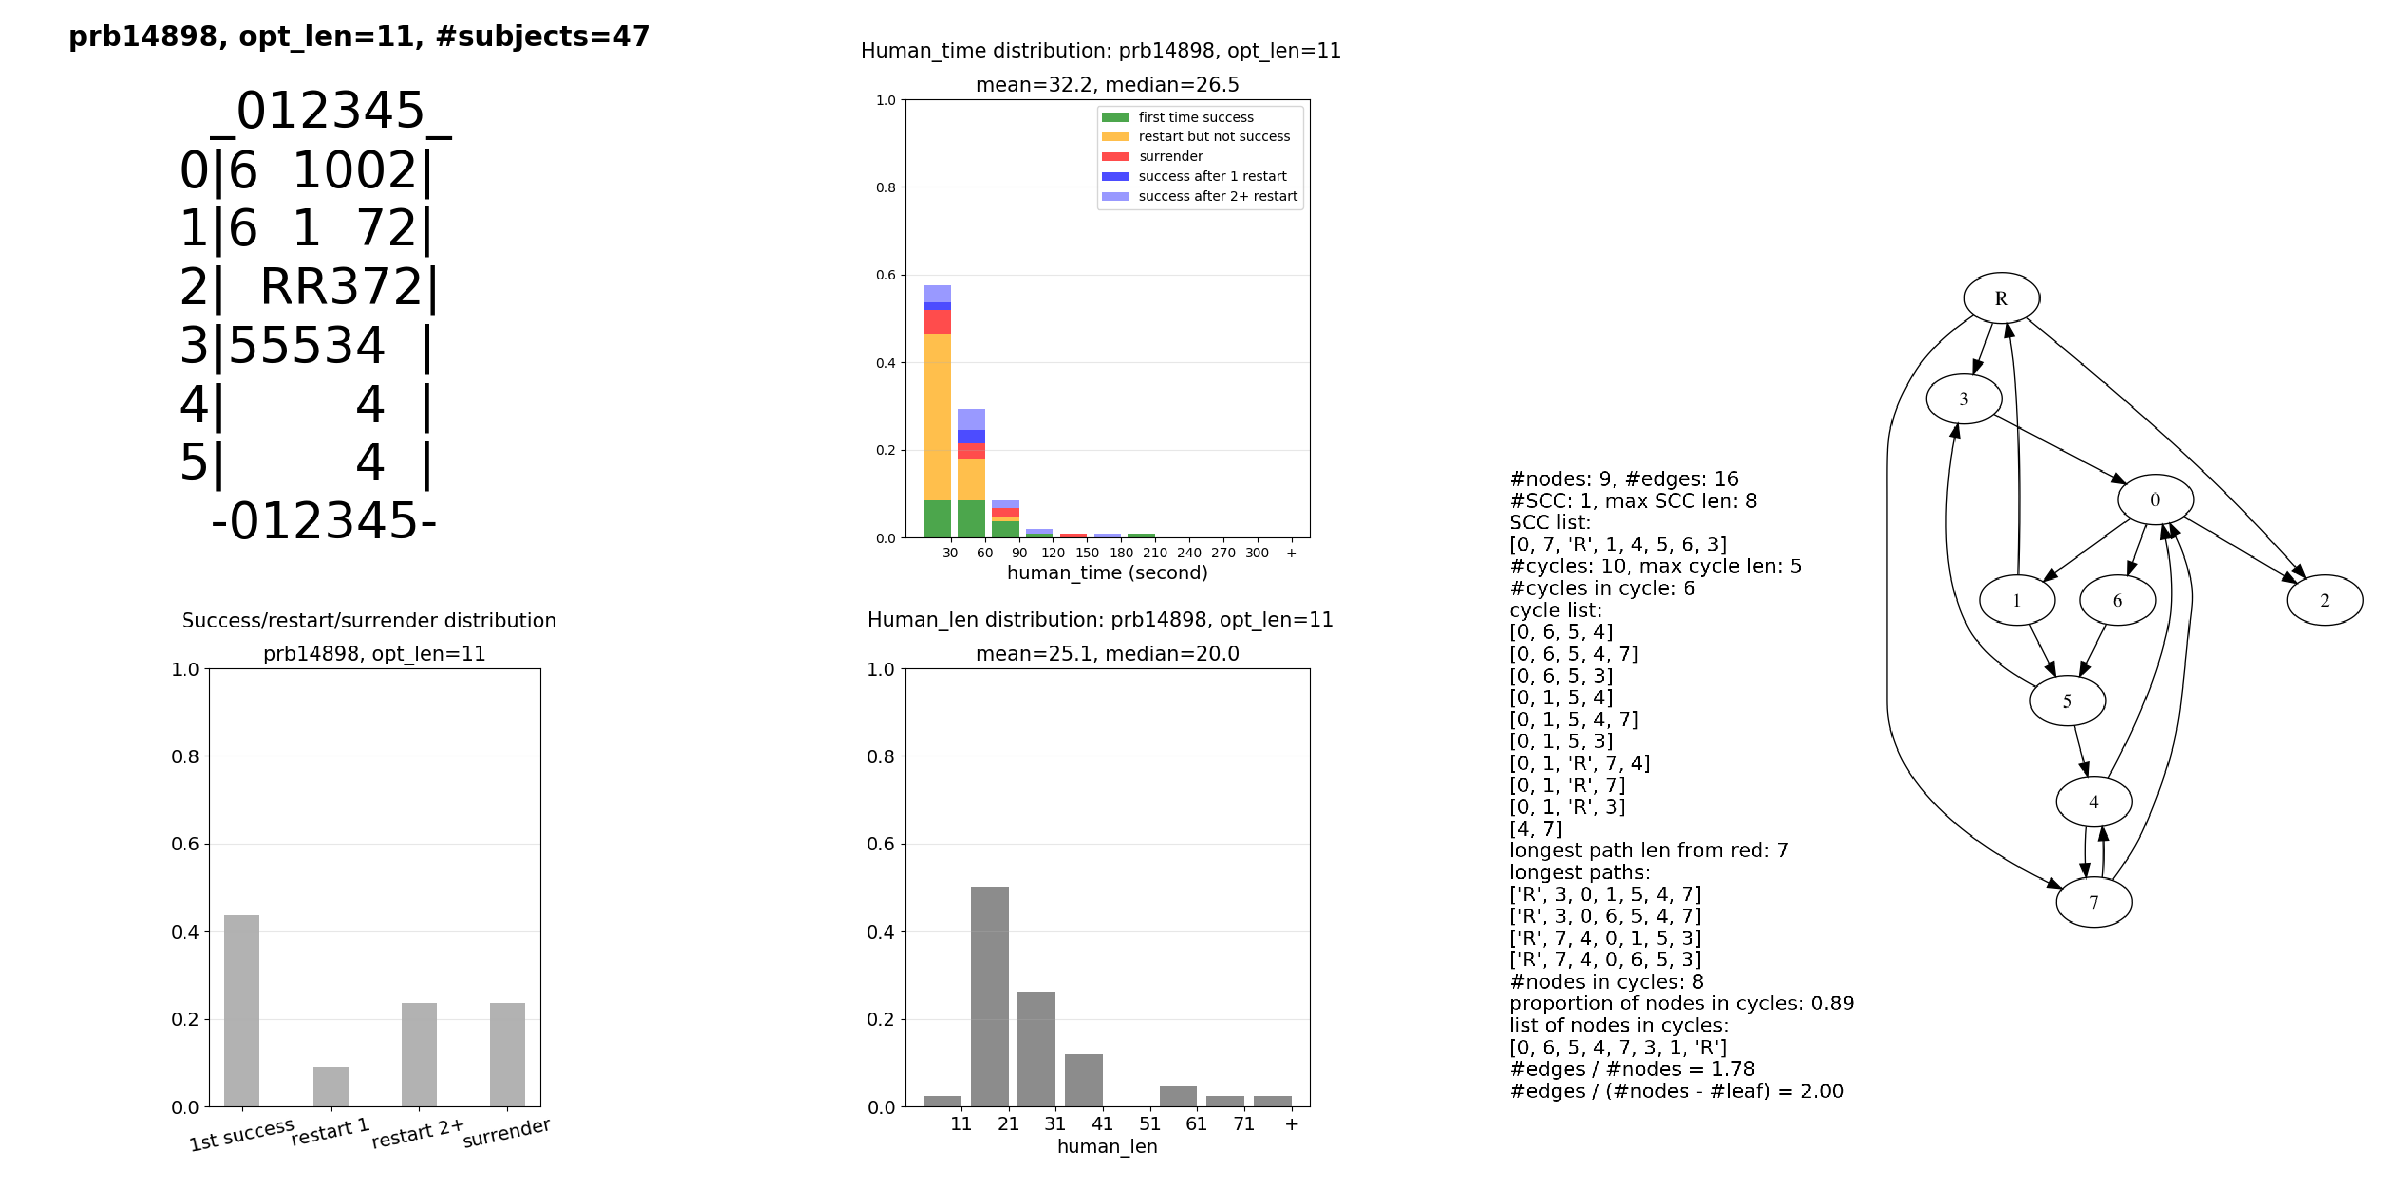 prb14898, opt_len=11, #subjects=47
_012345_
0|6  1002|
1|6  1  72|
2|  RR372|
3|55534  |
4|        4  |
5|        4  |
-012345-
Human_time distribution: prb14898, opt_len=11
mean=32.2, median=26.5
first time success
restart but not success
surrender
success after 1 restart
success after 2+ restart
1.0
0.8
0.6
0.4
0.2
0.0
30 60 90 120 150 180 210 240 270 300 +
human_time (second)
Success/restart/surrender distribution
prb14898, opt_len=11
1.0
0.8
0.6
0.4
0.2
0.0
1st success restart 1 restart 2+ surrender
Human_len distribution: prb14898, opt_len=11
mean=25.1, median=20.0
1.0
0.8
0.6
0.4
0.2
0.0
11 21 31 41 51 61 71 +
human_len
#nodes: 9, #edges: 16
#SCC: 1, max SCC len: 8
SCC list:
[0, 7, 'R', 1, 4, 5, 6, 3]
#cycles: 10, max cycle len: 5
#cycles in cycle: 6
cycle list:
[0, 6, 5, 4]
[0, 6, 5, 4, 7]
[0, 6, 5, 3]
[0, 1, 5, 4]
[0, 1, 5, 4, 7]
[0, 1, 5, 3]
[0, 1, 'R', 7, 4]
[0, 1, 'R', 7]
[0, 1, 'R', 3]
[4, 7]
longest path len from red: 7
longest paths:
['R', 3, 0, 1, 5, 4, 7]
['R', 3, 0, 6, 5, 4, 7]
['R', 7, 4, 0, 1, 5, 3]
['R', 7, 4, 0, 6, 5, 3]
#nodes in cycles: 8
proportion of nodes in cycles: 0.89
list of nodes in cycles:
[0, 6, 5, 4, 7, 3, 1, 'R']
#edges / #nodes = 1.78
#edges / (#nodes - #leaf) = 2.00
R
3
0
1 6 2
5
4
7